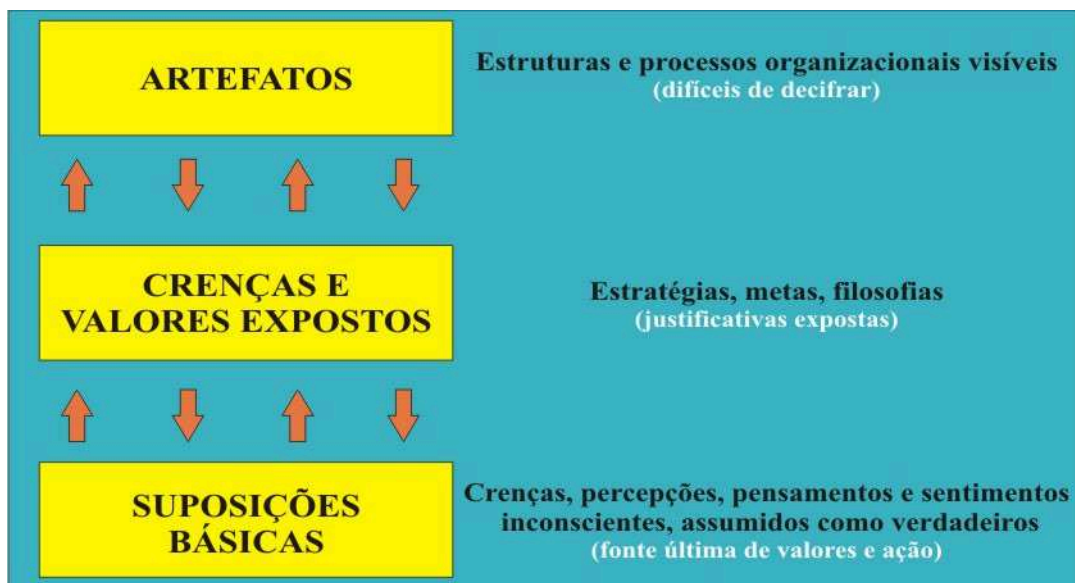 ARTEFATOS
Estruturas e processos organizacionais visíveis
(difíceis de decifrar)
CRENÇAS E
VALORES EXPOSTOS
Estratégias, metas, filosofias
(justificativas expostas)
SUPOSIÇÕES
BÁSICAS
Crenças, percepções, pensamentos e sentimentos
inconscientes, assumidos como verdadeiros
(fonte última de valores e ação)